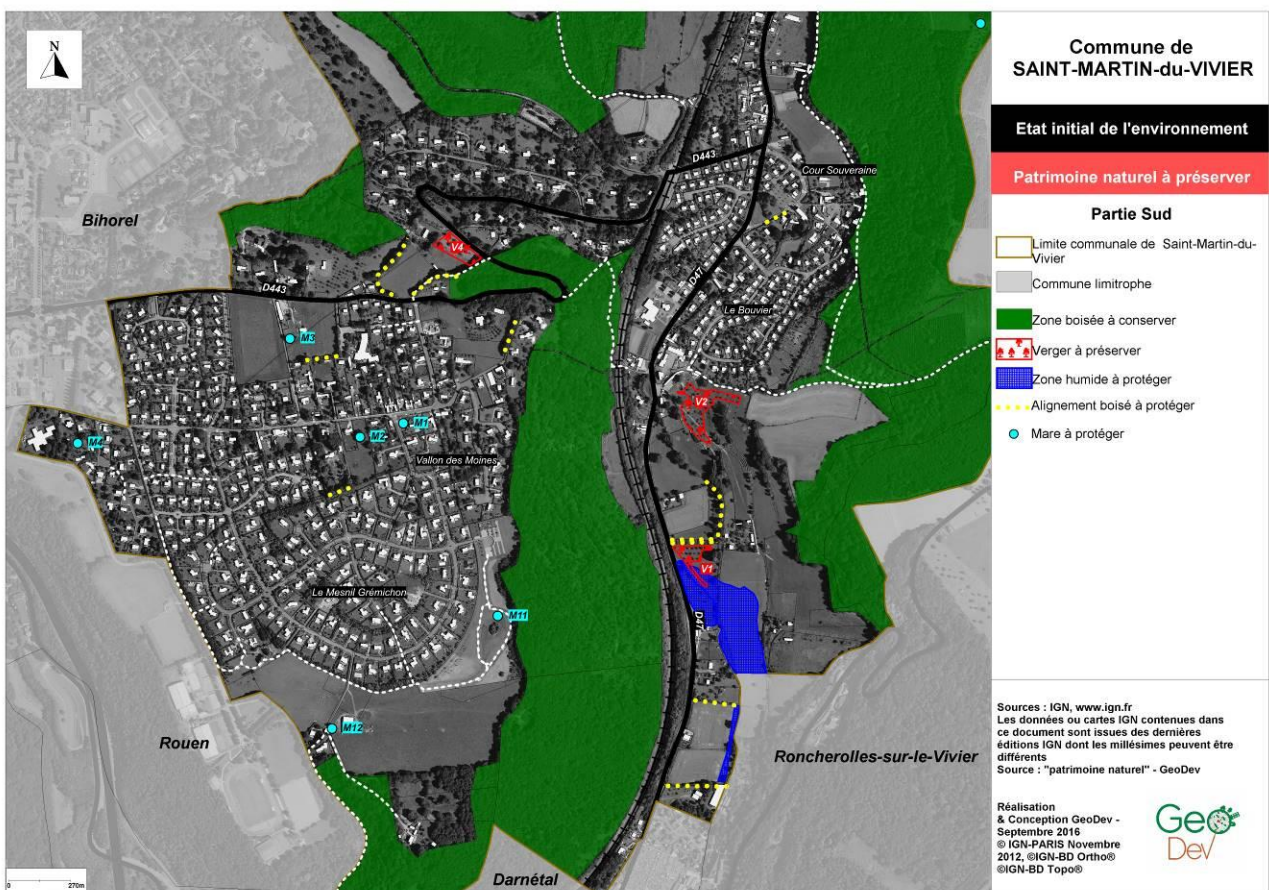 N
Bihorel
D443
V4
D443
Cour Souveraine
D47
Le Bouvier
M3
V2
M4
M2
M1
Vallon des Moines
V1
Le Mesnil Grémichon
M11
D47
M12
Rouen
Roncherolles-sur-le-Vivier
Darnétal
0 270m
Commune de
SAINT-MARTIN-du-VIVIER
Etat initial de l'environnement
Patrimoine naturel à préserver
Partie Sud
Limite communale de Saint-Martin-du-
Vivier
Commune limitrophe
Zone boisée à conserver
Verger à préserver
Zone humide à protéger
Alignement boisé à protéger
Mare à protéger
Sources : IGN, www.ign.fr
Les données ou cartes IGN contenues dans
ce document sont issues des dernières
éditions IGN dont les millésimes peuvent être
différents
Source : "patrimoine naturel" - GeoDev
Réalisation
& Conception GeoDev -
Septembre 2016
© IGN-PARIS Novembre
2012, ©IGN-BD Ortho®
©IGN-BD Topo®
Geo
Dev